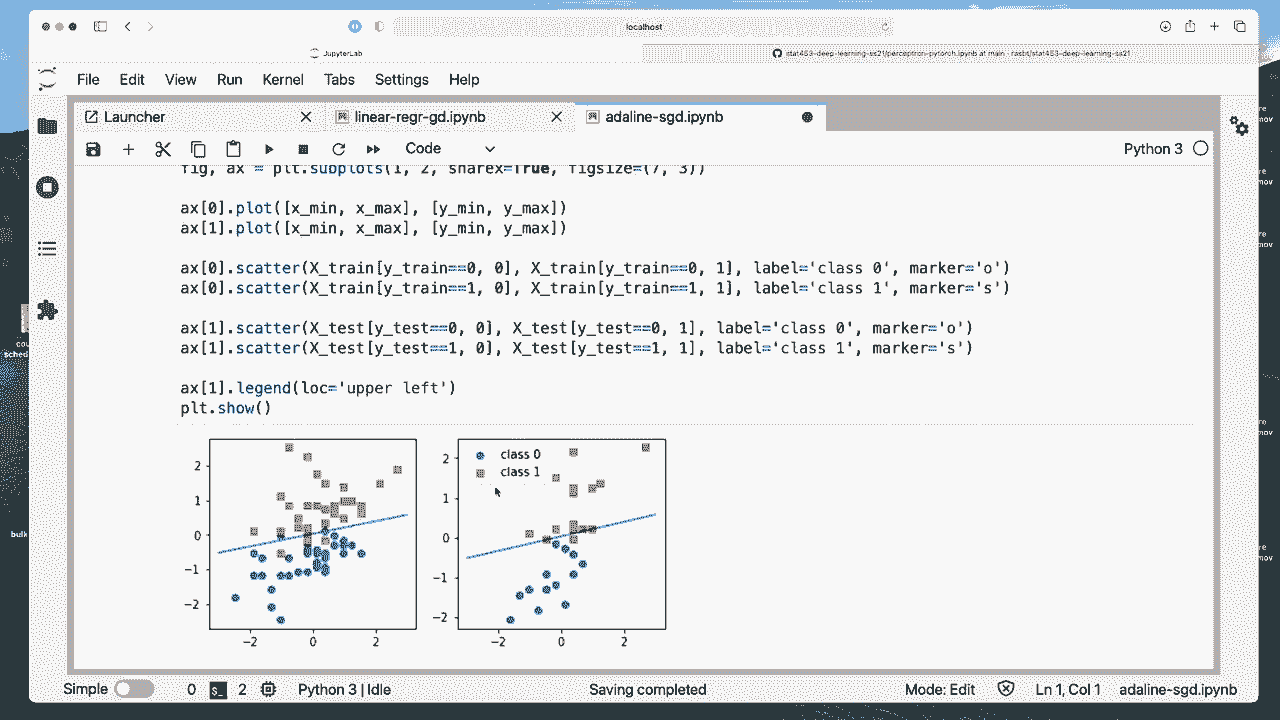 localhost
JupyterLab
stat453-deep-learning-ss21/perceptron-pytorch.ipynb at main · rasbt/stat453-deep-learning-ss21
File Edit View Run Kernel Tabs Settings Help
Launcher
linear-regr-gd.ipynb
adaline-sgd.ipynb
Code
Python 3
fig, ax = plt.subplots(1, 2, sharex=True, figsize=(7, 3))
ax[0].plot([x_min, x_max], [y_min, y_max])
ax[1].plot([x_min, x_max], [y_min, y_max])
ax[0].scatter(X_train[y_train==0, 0], X_train[y_train==0, 1], label='class 0', marker='o')
ax[0].scatter(X_train[y_train==1, 0], X_train[y_train==1, 1], label='class 1', marker='s')
ax[1].scatter(X_test[y_test==0, 0], X_test[y_test==0, 1], label='class 0', marker='o')
ax[1].scatter(X_test[y_test==1, 0], X_test[y_test==1, 1], label='class 1', marker='s')
ax[1].legend(loc='upper left')
plt.show()
2
1
0
−1
−2
−2 0 2
class 0
class 1
2
1
0
−1
−2
−2 0 2
Simple 0 2 Python 3 | Idle Saving completed Mode: Edit Ln 1, Col 1 adaline-sgd.ipynb